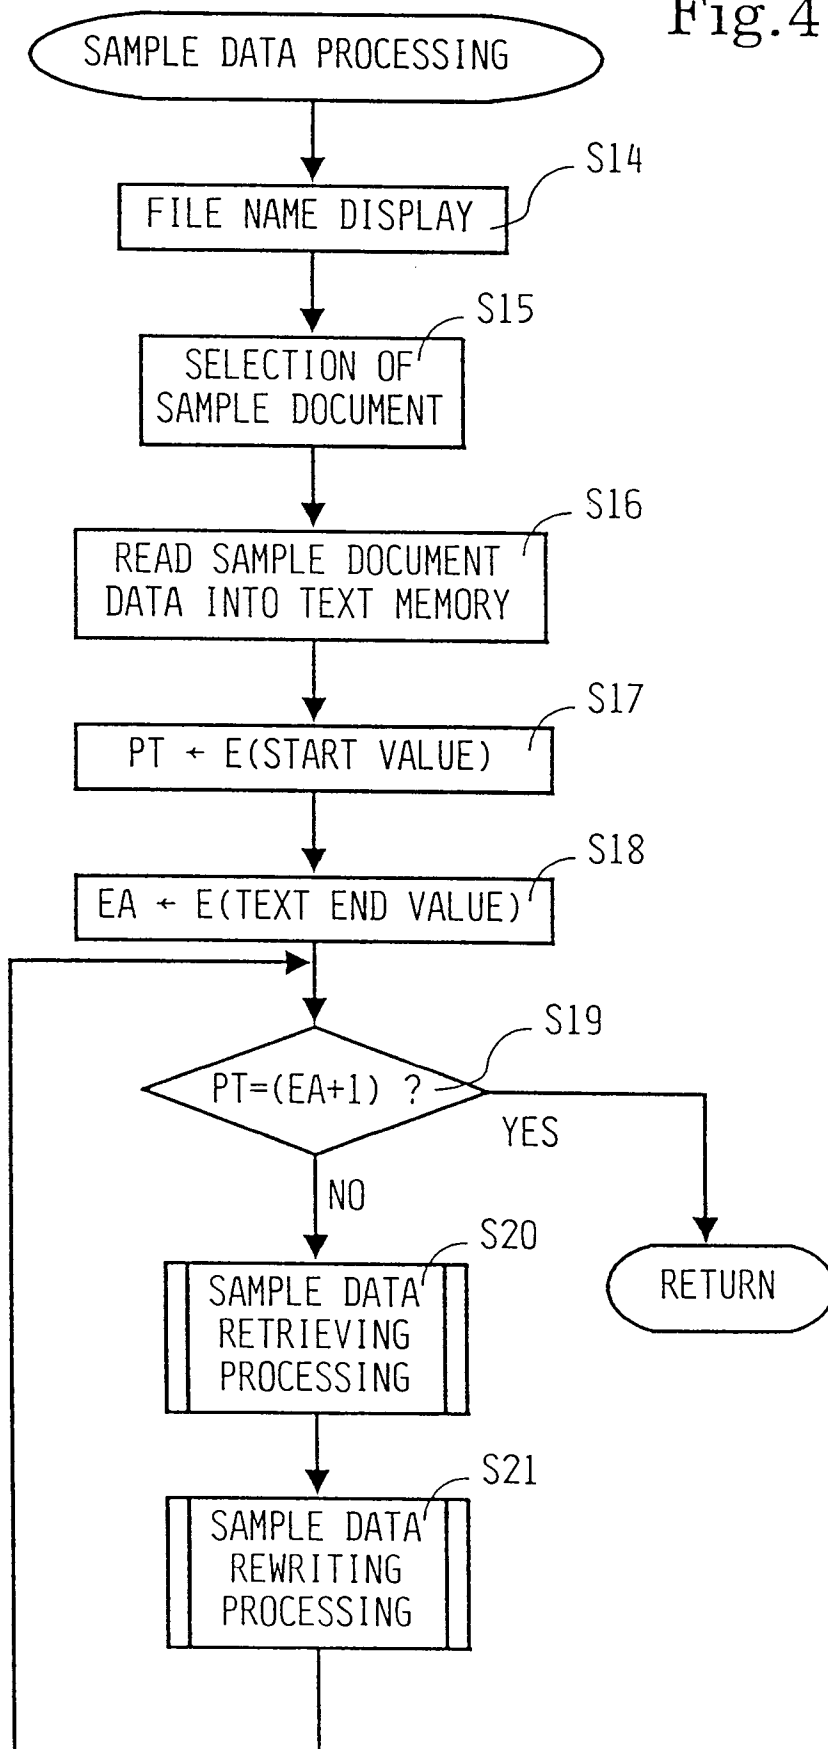 Fig.4
SAMPLE DATA PROCESSING
S14
FILE NAME DISPLAY
S15
SELECTION OF
SAMPLE DOCUMENT
S16
READ SAMPLE DOCUMENT
DATA INTO TEXT MEMORY
S17
PT ← E(START VALUE)
S18
EA ← E(TEXT END VALUE)
S19
PT=(EA+1) ?
YES
NO
S20
SAMPLE DATA
RETRIEVING
PROCESSING
RETURN
S21
SAMPLE DATA
REWRITING
PROCESSING